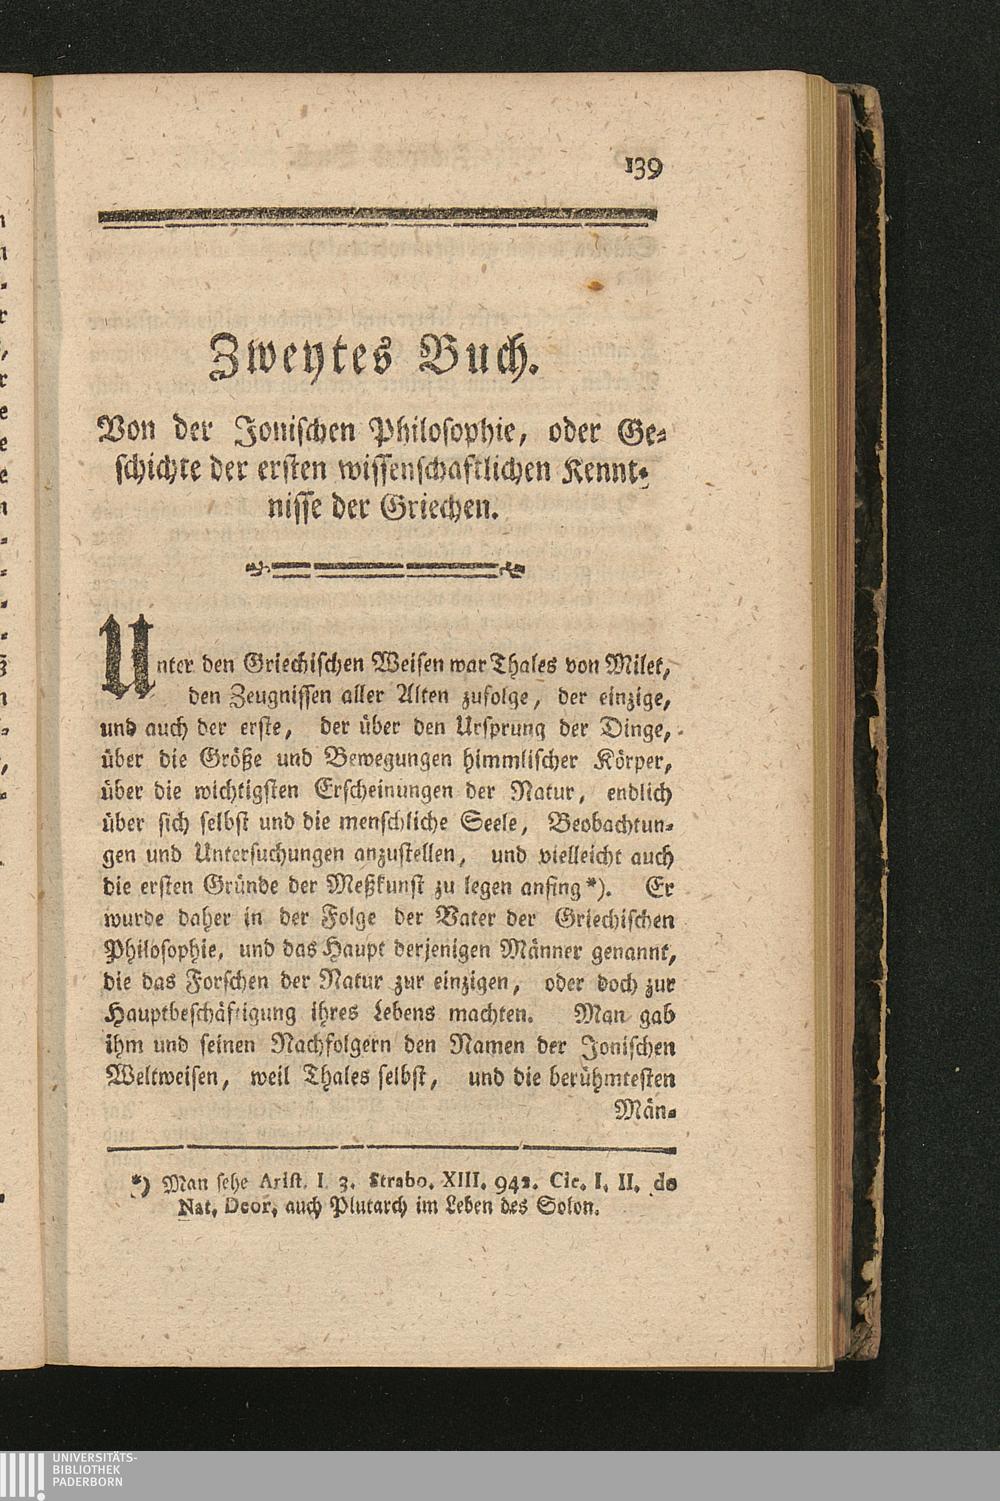 139
Zweytes Buch.
Von der Jonischen Philosophie, oder Ge-
schichte der ersten wissenschaftlichen Kennt-
nisse der Griechen.
Unter den Griechischen Weisen war Thales von Milet,
den Zeugnissen aller Alten zufolge, der einzige,
und auch der erste, der über den Ursprung der Dinge,
über die Größe und Bewegungen himmlischer Körper,
über die wichtigsten Erscheinungen der Natur, endlich
über sich selbst und die menschliche Seele, Beobachtun-
gen und Untersuchungen anzustellen, und vielleicht auch
die ersten Gründe der Meßkunst zu legen anfing *). Er
wurde daher in der Folge der Vater der Griechischen
Philosophie, und das Haupt derjenigen Männer genannt,
die das Forschen der Natur zur einzigen, oder doch zur
Hauptbeschäftigung ihres Lebens machten. Man gab
ihm und seinen Nachfolgern den Namen der Jonischen
Weltweisen, weil Thales selbst, und die berühmtesten
Män-
*) Man sehe Arist. I 3. Strabo. XIII. 942. Cic. I. II. de
Nat. Deor. auch Plutarch im Leben des Solon.
UNIVERSITÄTS-
BIBLIOTHEK
PADERBORN